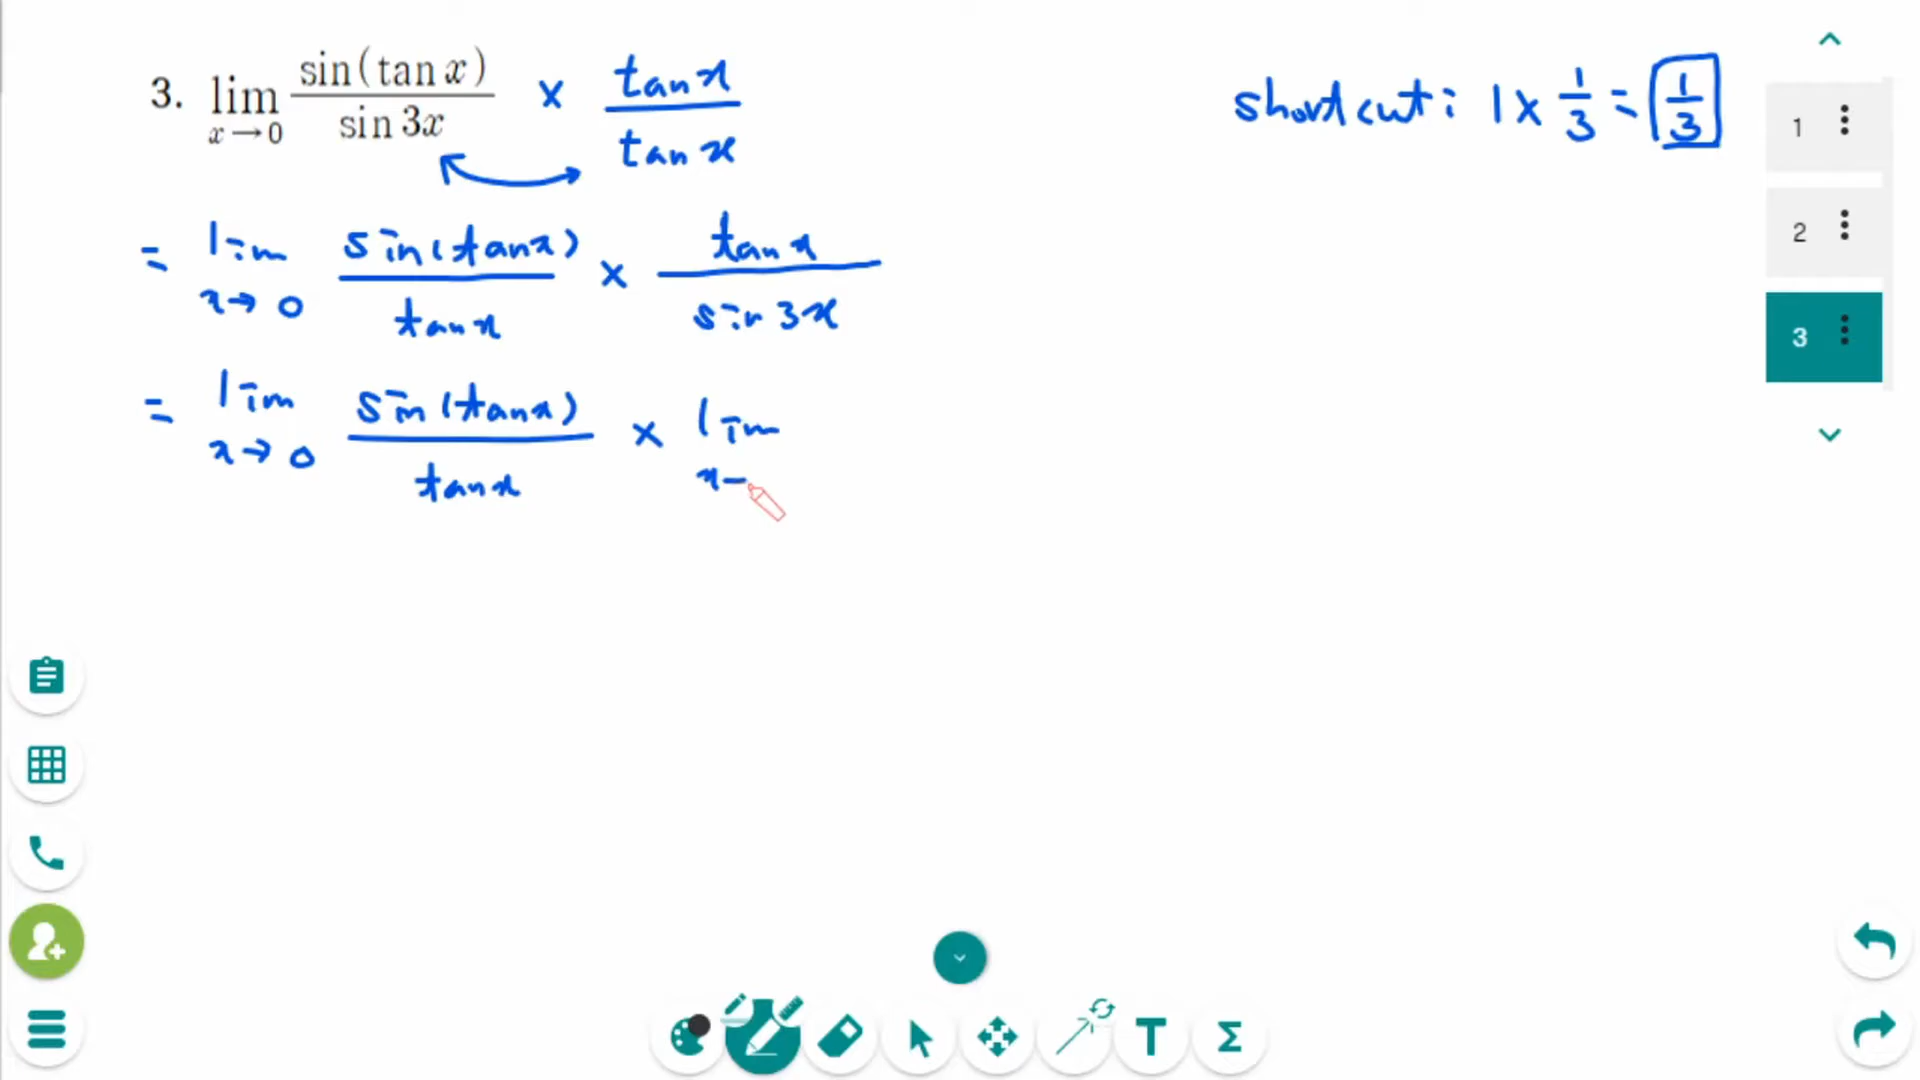 3. lim x→0 sin(tan x)/sin 3x × tan x/tan x
shortcut: 1 × 1/3 = 1/3
= lim x→0 sin(tan x)/tan x × tan x/sin 3x
= lim x→0 sin(tan x)/tan x × lim x−
1
2
3
T
Σ